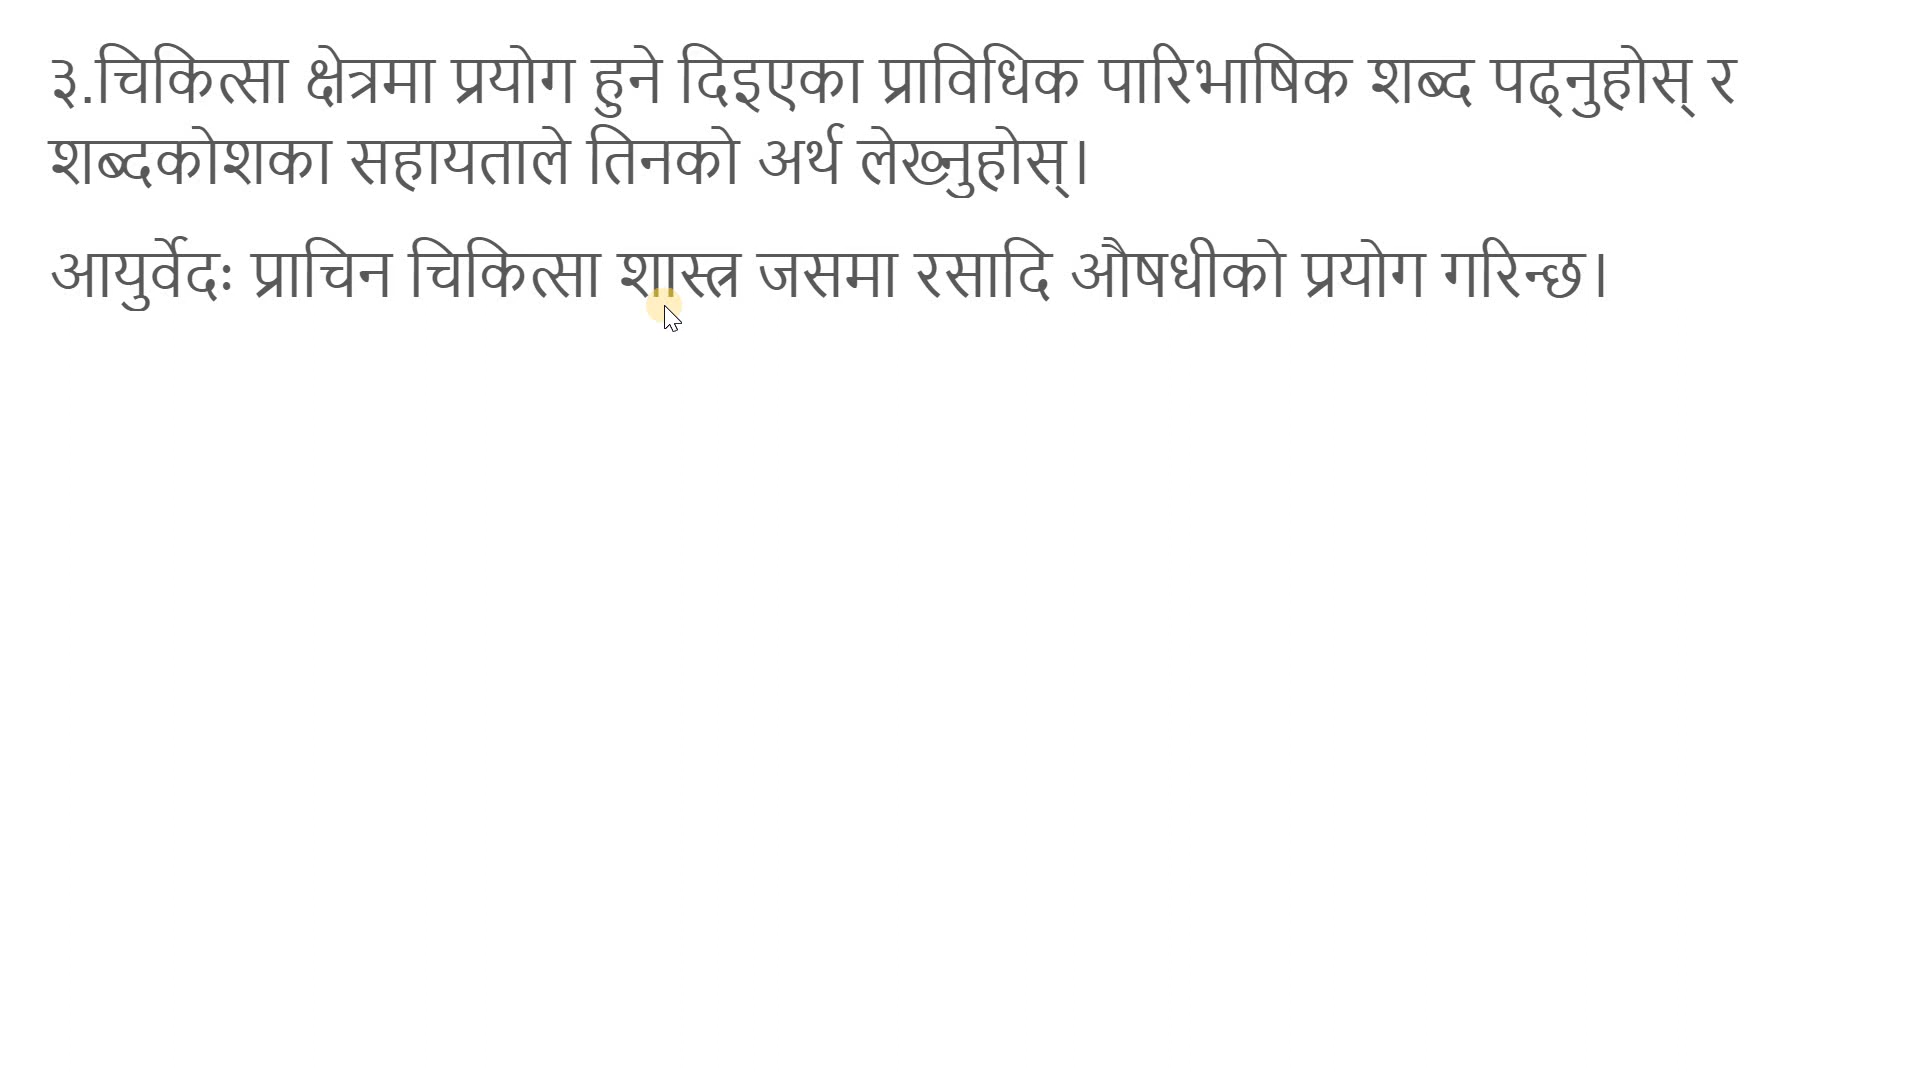 ३.चिकित्सा क्षेत्रमा प्रयोग हुने दिइएका प्राविधिक पारिभाषिक शब्द पढ्नुहोस् र
शब्दकोशका सहायताले तिनको अर्थ लेख्नुहोस्।
आयुर्वेदः प्राचिन चिकित्सा शास्त्र जसमा रसादि औषधीको प्रयोग गरिन्छ।